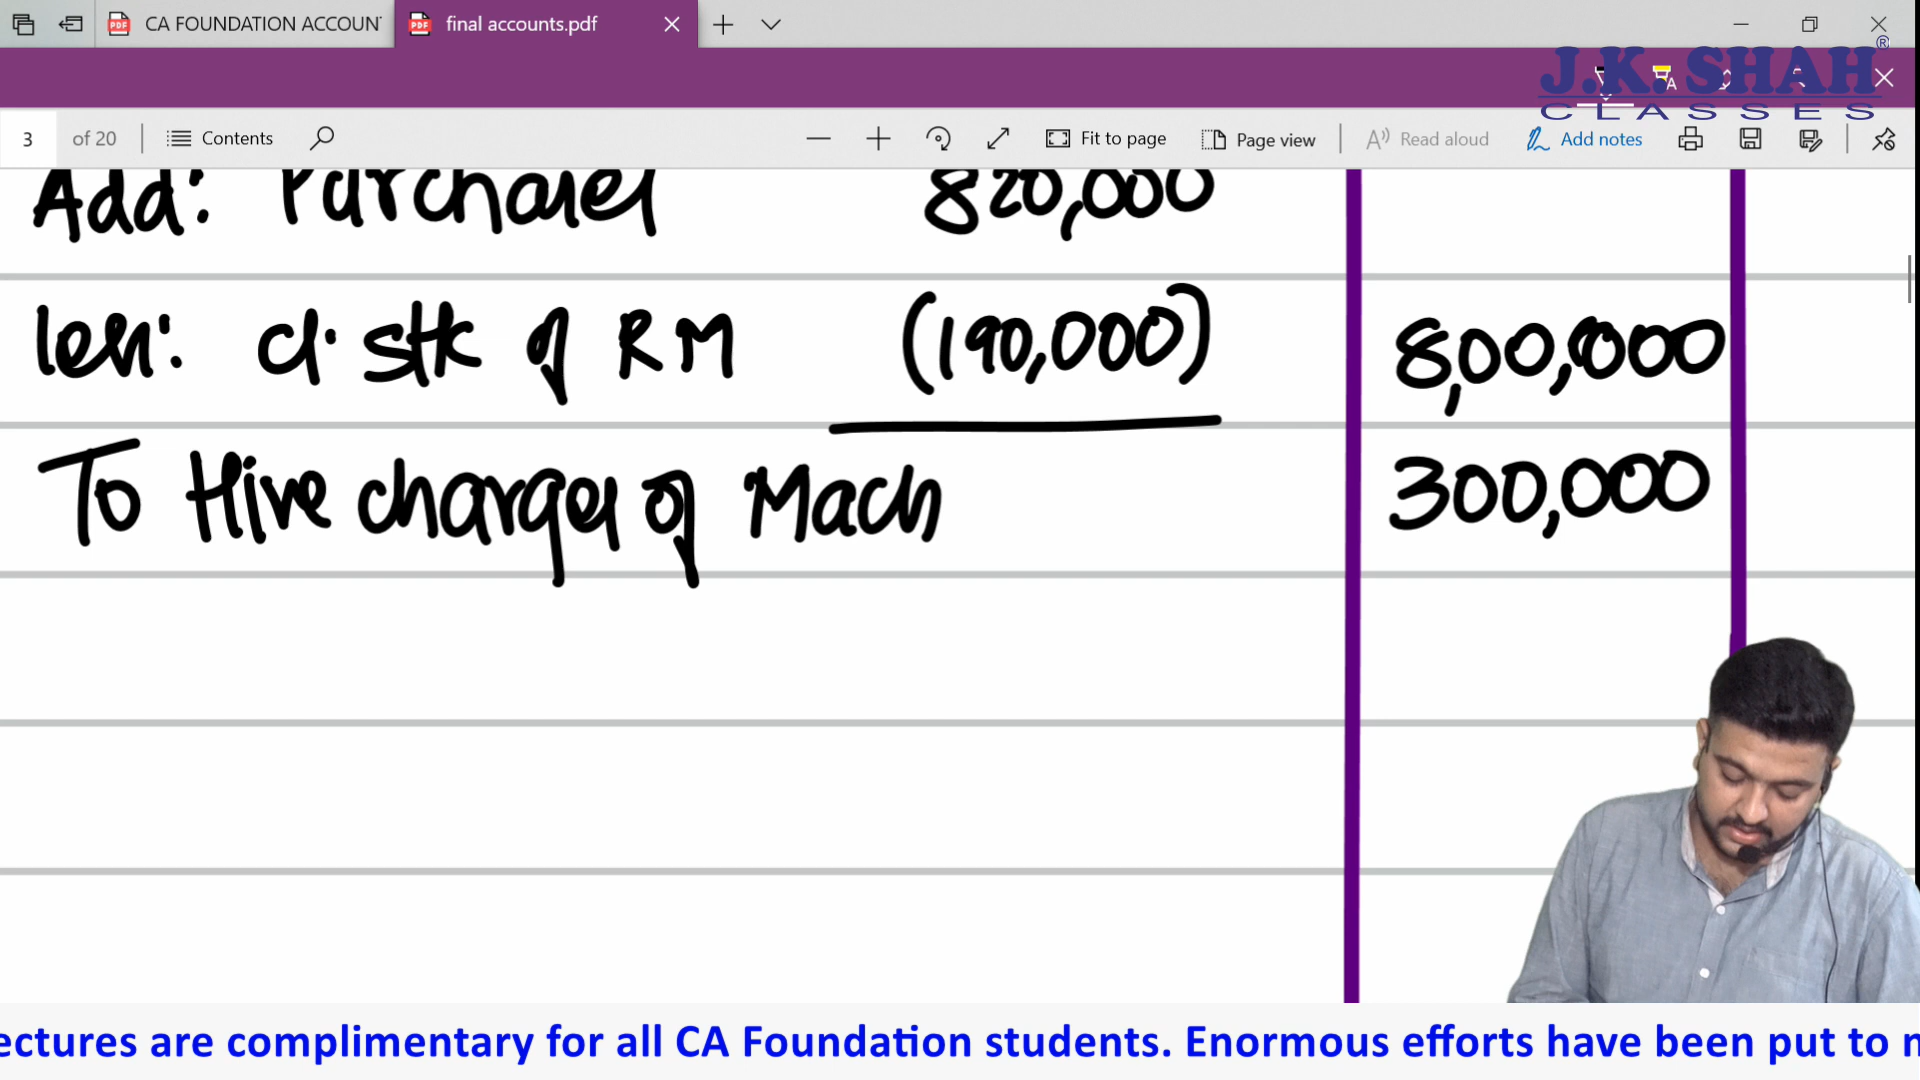 CA FOUNDATION ACCOUN
final accounts.pdf
J.K. SHAH®
CLASSES
3 of 20 Contents Fit to page Page view Read aloud Add notes
Add: Purchases 820,000
less: cl. stk of RM (190,000) 8,00,000
To Hire charges of Mach 300,000
ectures are complimentary for all CA Foundation students. Enormous efforts have been put to